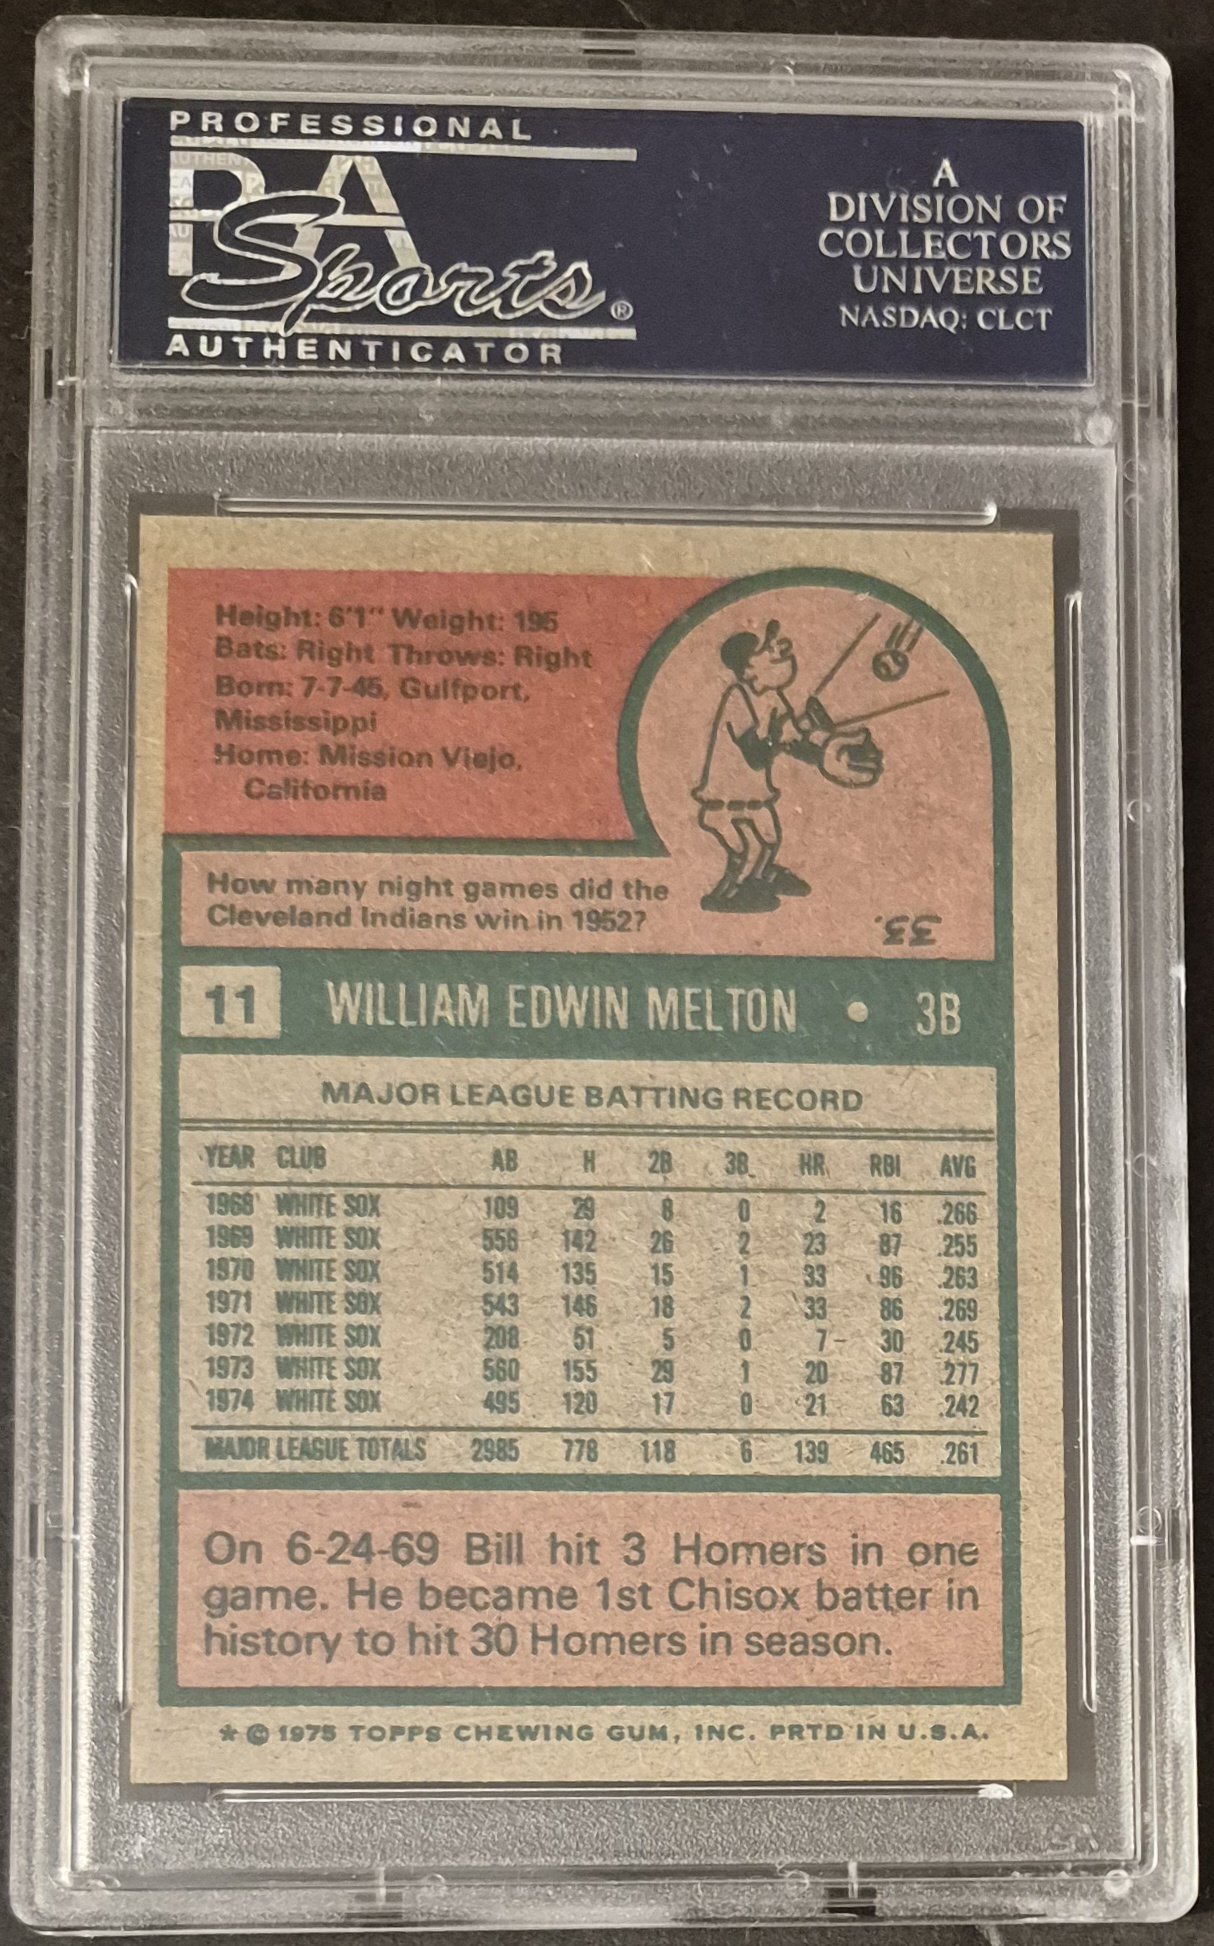 PROFESSIONAL
PSA
Sports®
AUTHENTICATOR
A
DIVISION OF
COLLECTORS
UNIVERSE
NASDAQ: CLCT
Height: 6'1" Weight: 195
Bats: Right Throws: Right
Born: 7-7-45, Gulfport,
Mississippi
Home: Mission Viejo,
California
How many night games did the
Cleveland Indians win in 1952?
33.
11 WILLIAM EDWIN MELTON • 3B
MAJOR LEAGUE BATTING RECORD
YEAR CLUB AB H 2B 3B HR RBI AVG
1968 WHITE SOX 109 29 8 0 2 16 .266
1969 WHITE SOX 556 142 26 2 23 87 .255
1970 WHITE SOX 514 135 15 1 33 96 .263
1971 WHITE SOX 543 146 18 2 33 86 .269
1972 WHITE SOX 208 51 5 0 7 30 .245
1973 WHITE SOX 560 155 29 1 20 87 .277
1974 WHITE SOX 495 120 17 0 21 63 .242
MAJOR LEAGUE TOTALS 2985 778 118 6 139 465 .261
On 6-24-69 Bill hit 3 Homers in one
game. He became 1st Chisox batter in
history to hit 30 Homers in season.
* © 1975 TOPPS CHEWING GUM, INC. PRTD IN U.S.A.